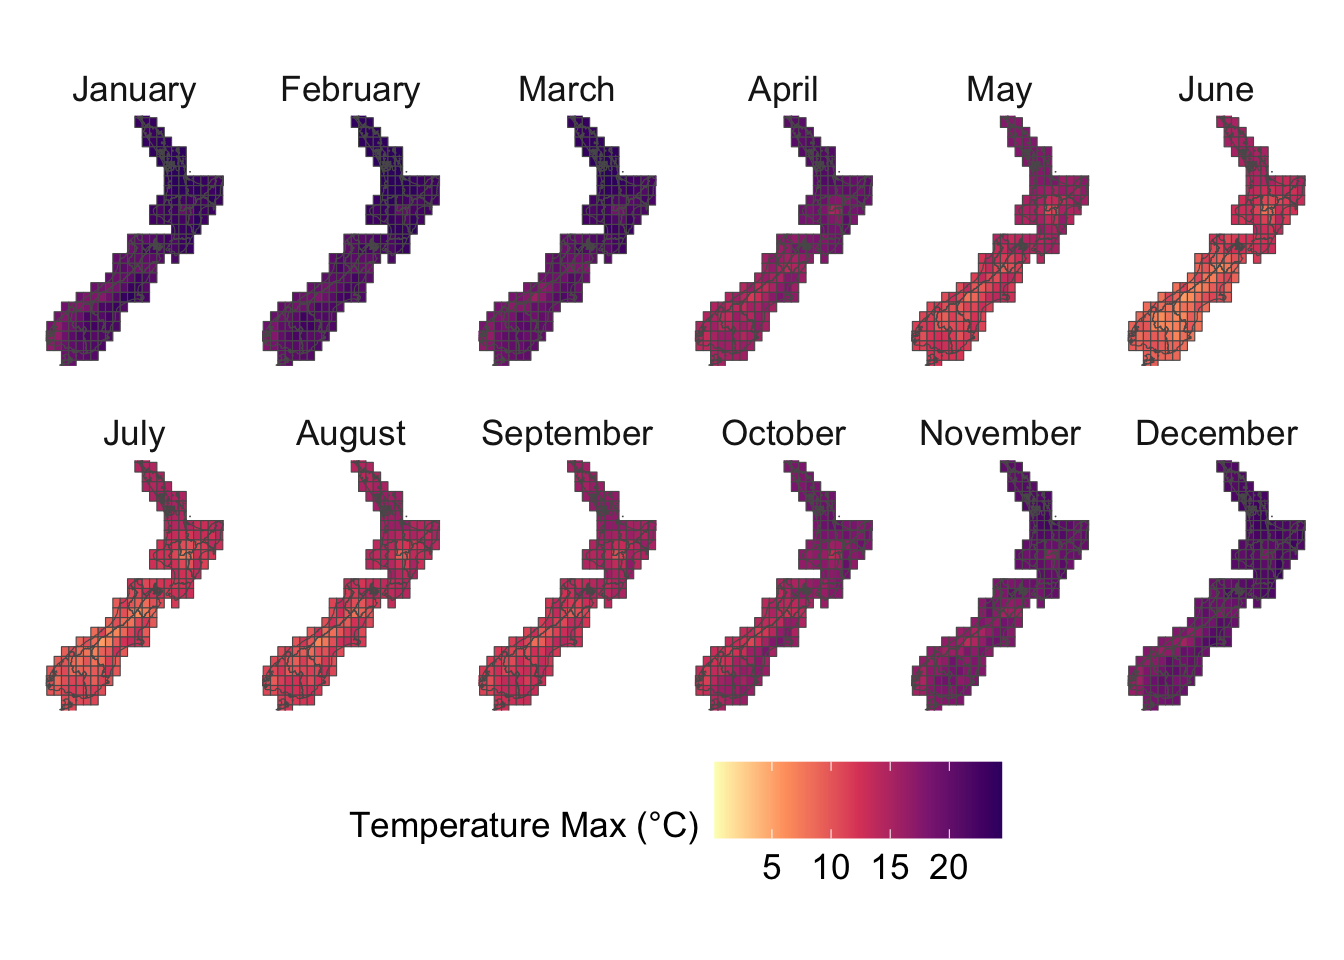 January February March April May June
July August September October November December
Temperature Max (°C)
5 10 15 20